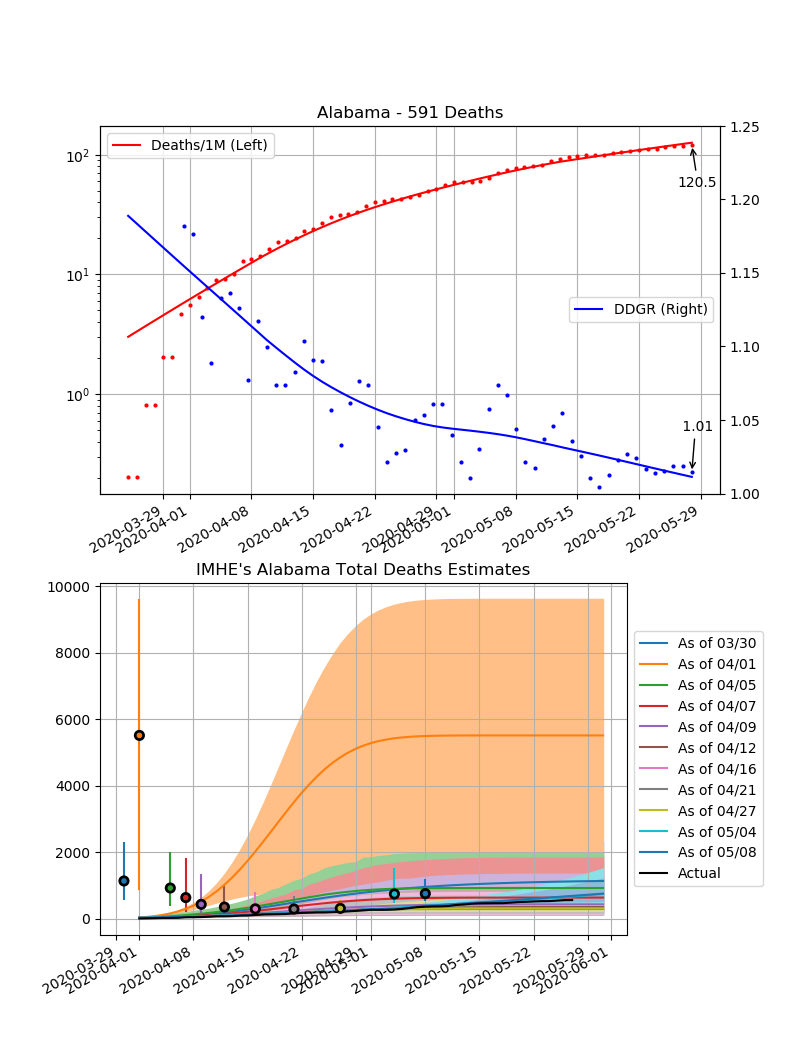 Alabama - 591 Deaths
Deaths/1M (Left)
DDGR (Right)
120.5
1.01
10²
10¹
10⁰
1.25
1.20
1.15
1.10
1.05
1.00
2020-03-29
2020-04-01
2020-04-08
2020-04-15
2020-04-22
2020-04-29
2020-05-01
2020-05-08
2020-05-15
2020-05-22
2020-05-29
IMHE's Alabama Total Deaths Estimates
10000
8000
6000
4000
2000
0
As of 03/30
As of 04/01
As of 04/05
As of 04/07
As of 04/09
As of 04/12
As of 04/16
As of 04/21
As of 04/27
As of 05/04
As of 05/08
Actual
2020-03-29
2020-04-01
2020-04-08
2020-04-15
2020-04-22
2020-04-29
2020-05-01
2020-05-08
2020-05-15
2020-05-22
2020-05-29
2020-06-01